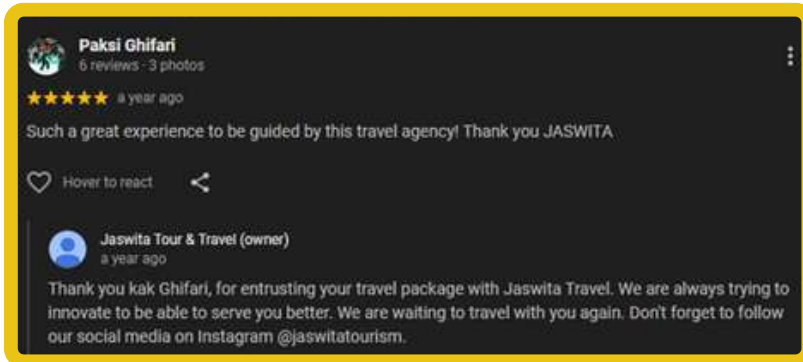 Paksi Ghifari
6 reviews · 3 photos
a year ago
Such a great experience to be guided by this travel agency! Thank you JASWITA
Hover to react
Jaswita Tour & Travel (owner)
a year ago
Thank you kak Ghifari, for entrusting your travel package with Jaswita Travel. We are always trying to
innovate to be able to serve you better. We are waiting to travel with you again. Don't forget to follow
our social media on Instagram @jaswitatourism.